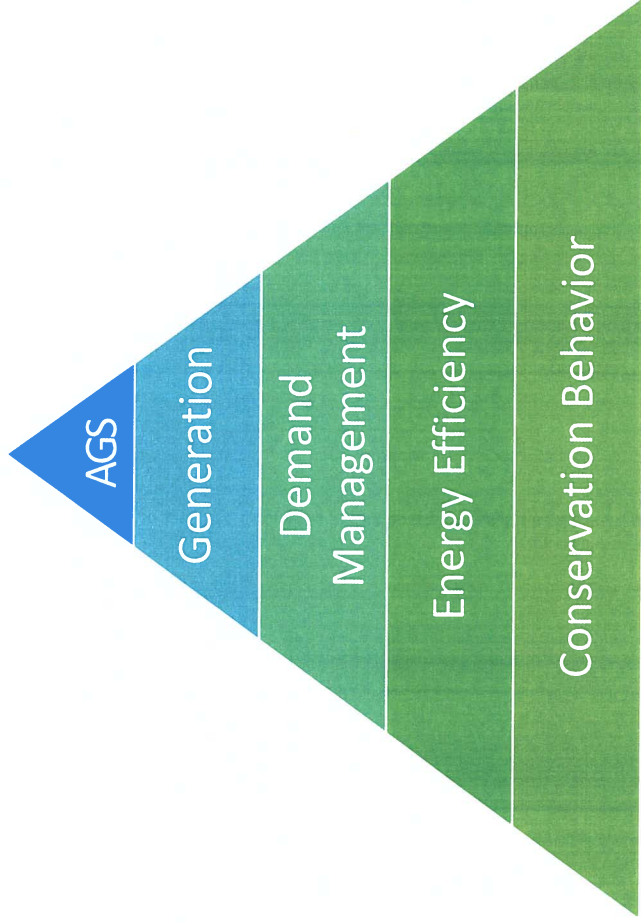 AGS
Generation
Demand
Management
Energy Efficiency
Conservation Behavior